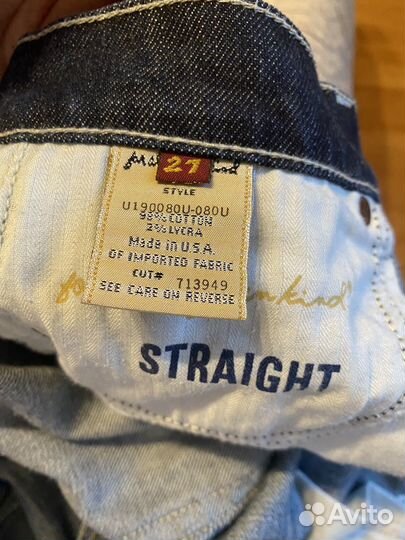 27
STYLE
U190080U-080U
98% COTTON
2% LYCRA
MADE IN U.S.A.
OF IMPORTED FABRIC
CUT# 713949
SEE CARE ON REVERSE
STRAIGHT
Avito